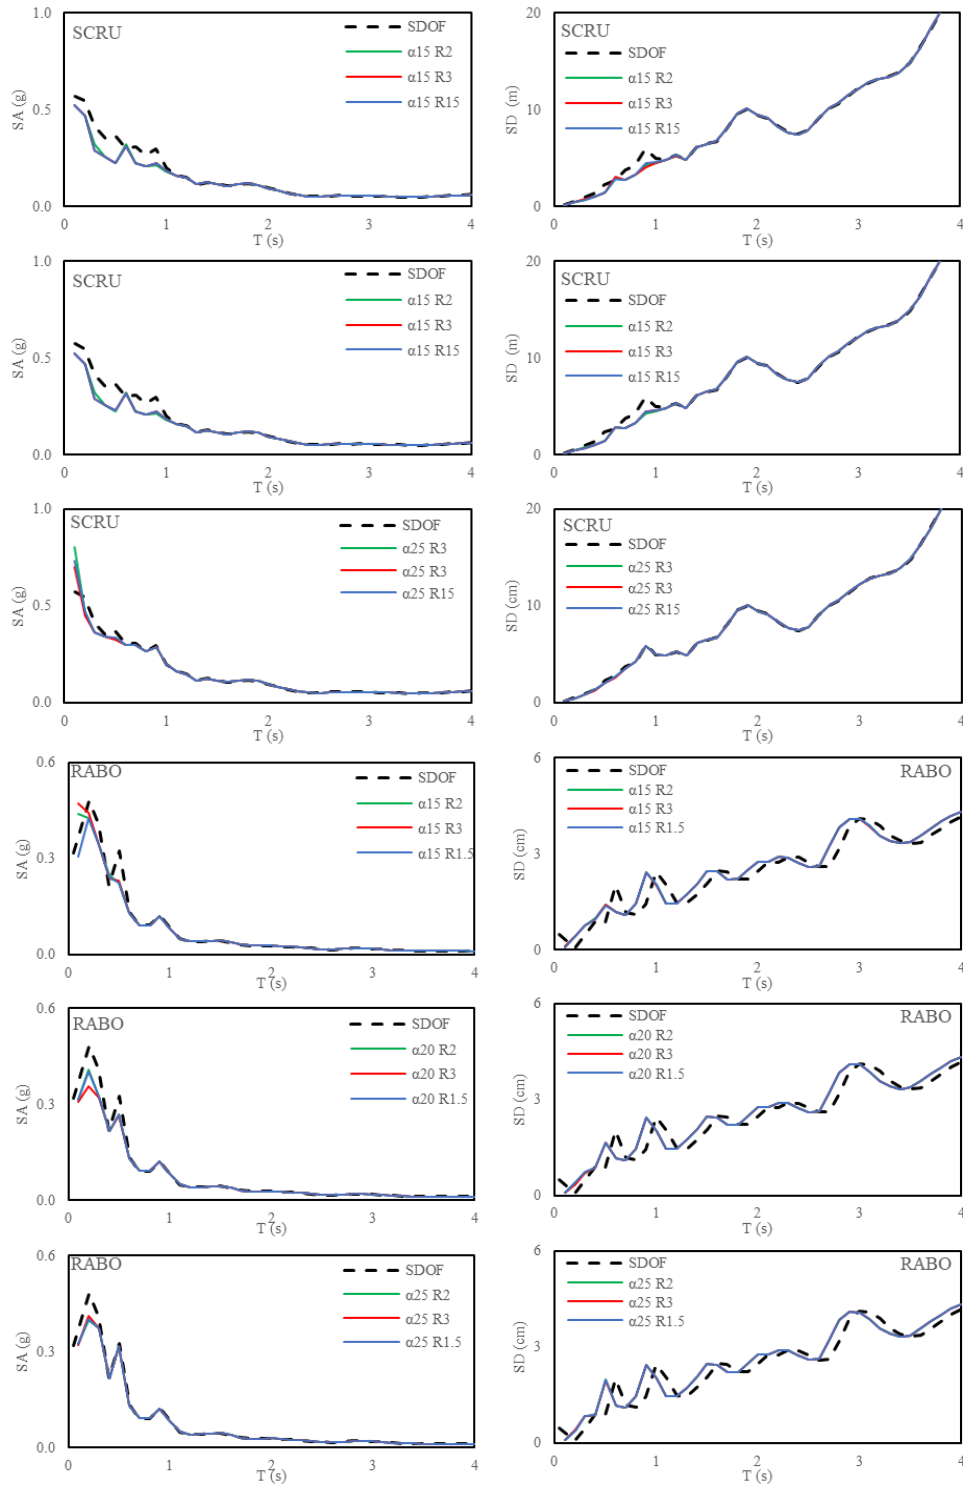 SCRU
SDOF
α15 R2
α15 R3
α15 R15
SA (g)
1.0
0.5
0.0
0 1 2 3 4
T (s)
SCRU
SDOF
α15 R2
α15 R3
α15 R15
SD (m)
20
10
0
0 1 2 3 4
T (s)
SCRU
SDOF
α15 R2
α15 R3
α15 R15
SA (g)
1.0
0.5
0.0
0 1 2 3 4
T (s)
SCRU
SDOF
α15 R2
α15 R3
α15 R15
SD (m)
20
10
0
0 1 2 3 4
T (s)
SCRU
SDOF
α25 R3
α25 R3
α25 R15
SA (g)
1.0
0.5
0.0
0 1 2 3 4
T (s)
SCRU
SDOF
α25 R3
α25 R3
α25 R15
SD (cm)
20
10
0
0 1 2 3 4
T (s)
RABO
SDOF
α15 R2
α15 R3
α15 R1.5
SA (g)
0.6
0.3
0.0
0 1 2 3 4
T (s)
RABO
SDOF
α15 R2
α15 R3
α15 R1.5
SD (cm)
6
3
0
0 1 2 3 4
T (s)
RABO
SDOF
α20 R2
α20 R3
α20 R1.5
SA (g)
0.6
0.3
0.0
0 1 2 3 4
T (s)
RABO
SDOF
α20 R2
α20 R3
α20 R1.5
SD (cm)
6
3
0
0 1 2 3 4
T (s)
RABO
SDOF
α25 R2
α25 R3
α25 R1.5
SA (g)
0.6
0.3
0.0
0 1 2 3 4
T (s)
RABO
SDOF
α25 R2
α25 R3
α25 R1.5
SD (cm)
6
3
0
0 1 2 3 4
T (s)